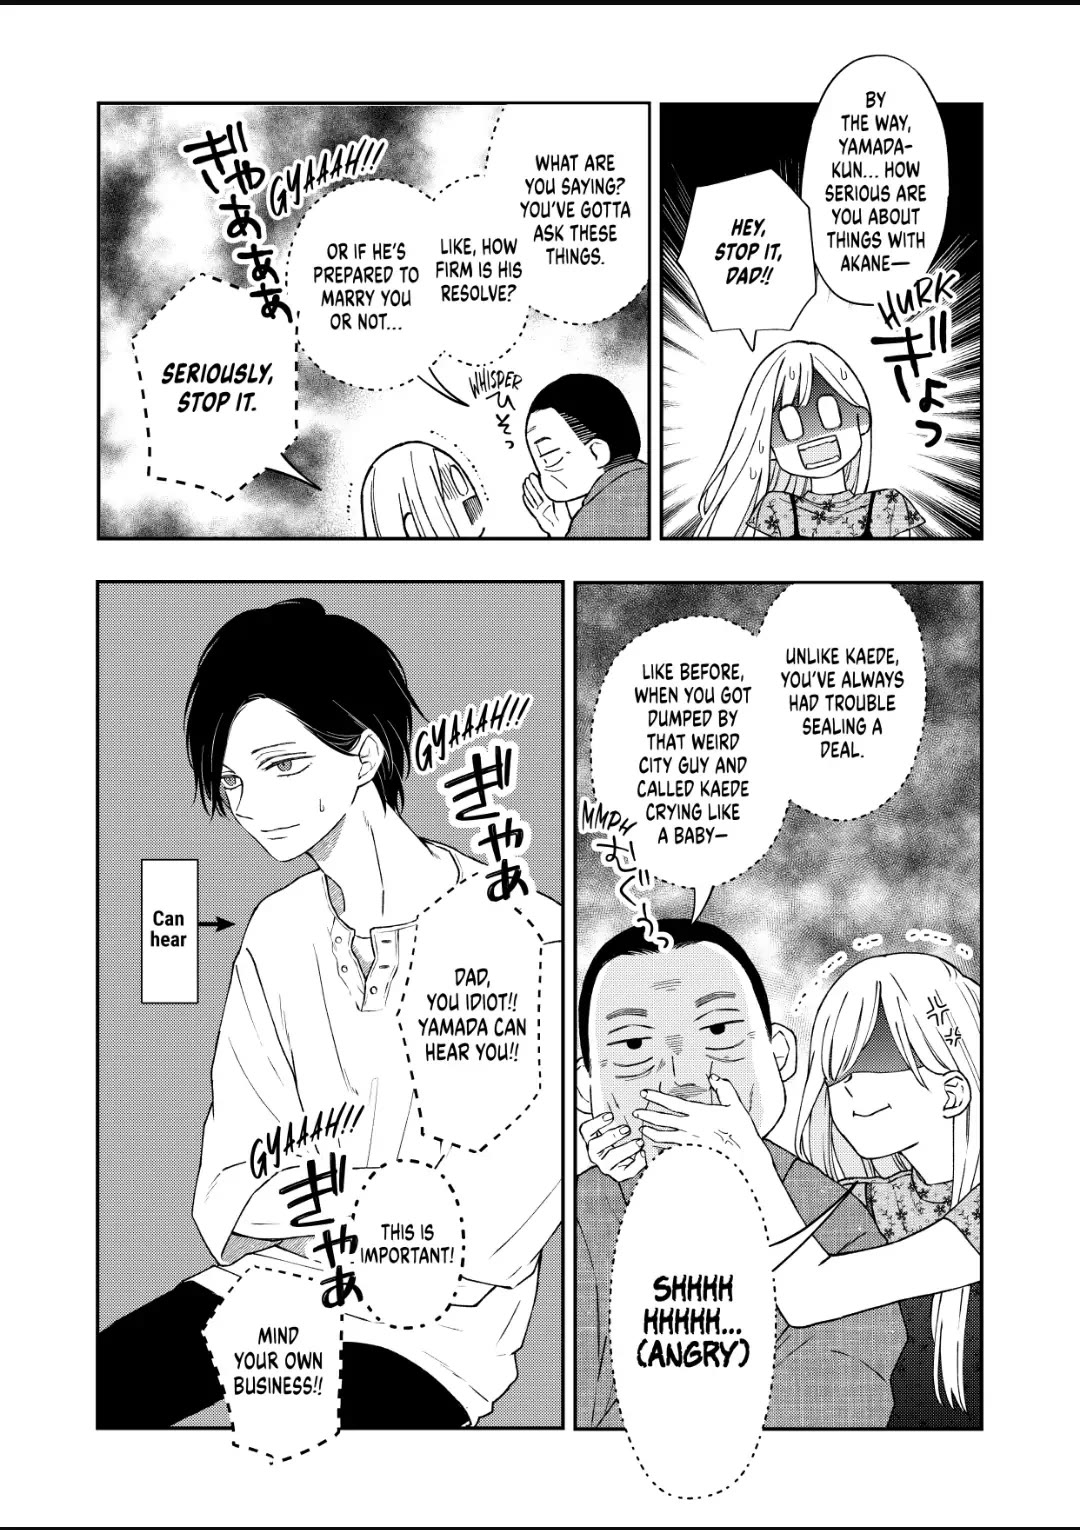 BY
THE WAY,
YAMADA-
KUN... HOW
SERIOUS ARE
YOU ABOUT
THINGS WITH
AKANE—
HEY,
STOP IT,
DAD!!
HURK
ぎょっ
WHAT ARE
YOU SAYING?
YOU'VE GOTTA
ASK THESE
THINGS.
LIKE, HOW
FIRM IS HIS
RESOLVE?
OR IF HE'S
PREPARED TO
MARRY YOU
OR NOT...
WHISPER
ひそっ
GYAAAH!!
ぎゃあぁぁぁ
SERIOUSLY,
STOP IT.
UNLIKE KAEDE,
YOU'VE ALWAYS
HAD TROUBLE
SEALING A
DEAL.
LIKE BEFORE,
WHEN YOU GOT
DUMPED BY
THAT WEIRD
CITY GUY AND
CALLED KAEDE
CRYING LIKE
A BABY—
MMPH
むぐっ
SHHHH
HHHHH...
(ANGRY)
GYAAAH!!
ぎゃあ
DAD,
YOU IDIOT!!
YAMADA CAN
HEAR YOU!!
Can
hear
THIS IS
IMPORTANT!
GYAAAH!!
ぎゃあ
MIND
YOUR OWN
BUSINESS!!